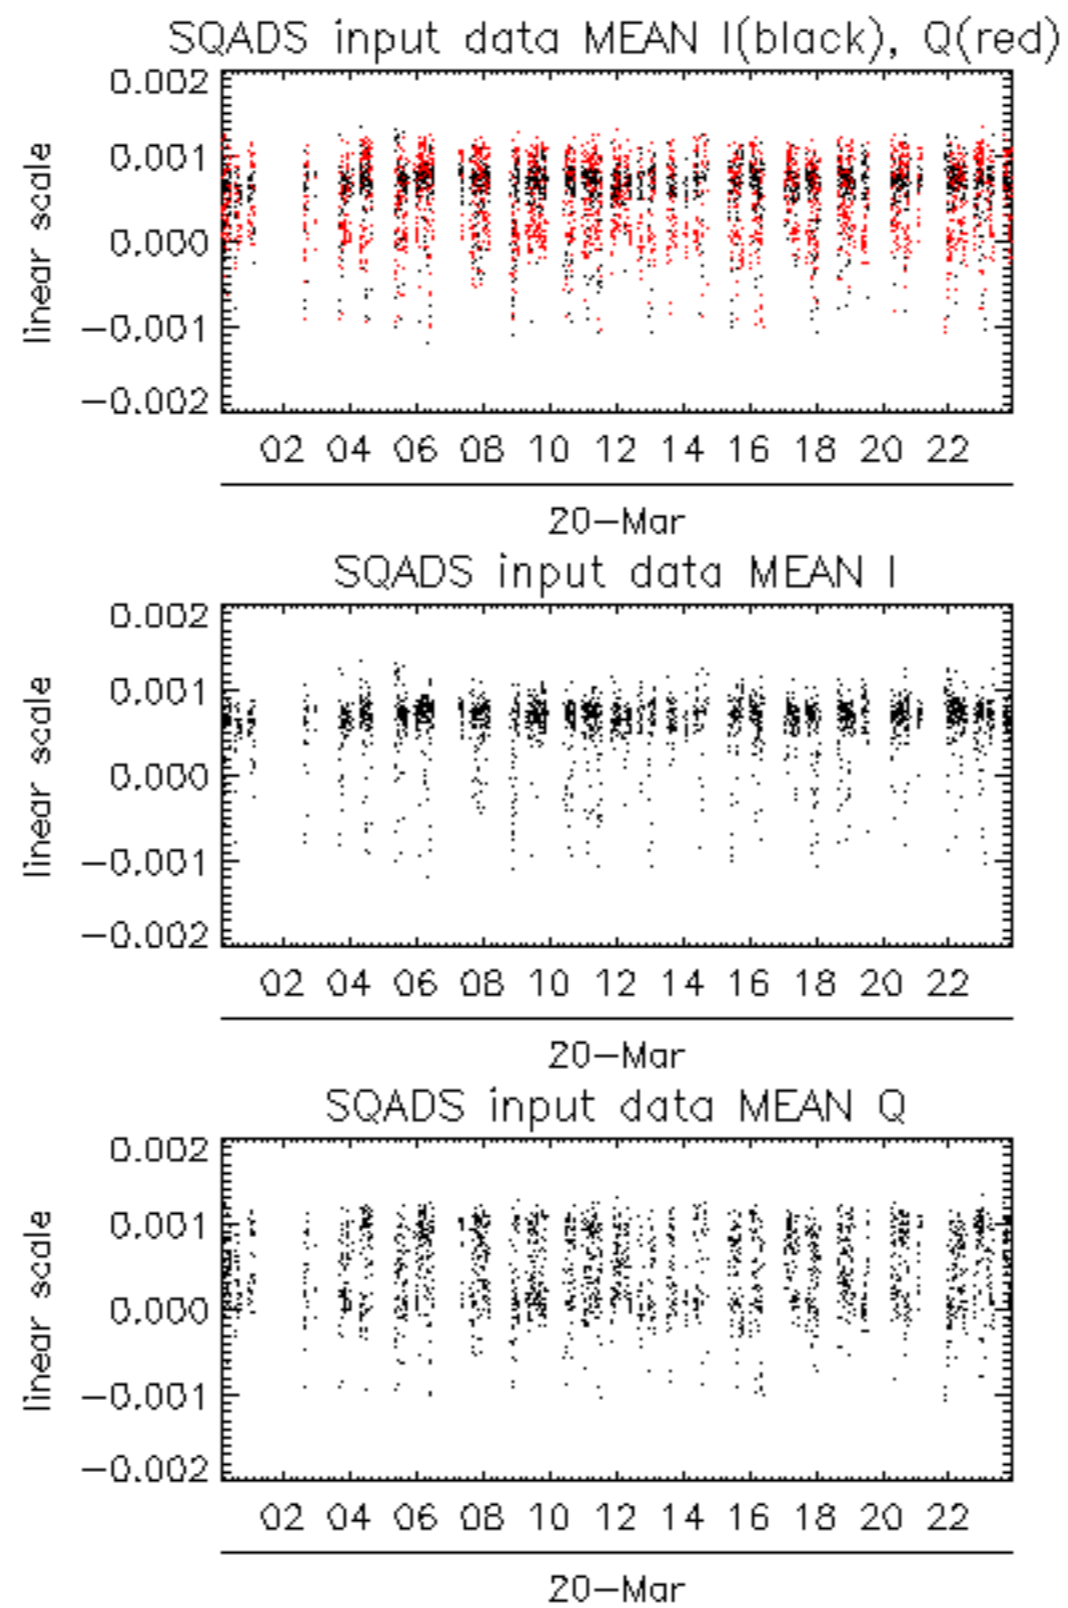 SQADS input data MEAN I(black), Q(red)
0.002
0.001
0.000
−0.001
−0.002
linear scale
02 04 06 08 10 12 14 16 18 20 22
20−Mar
SQADS input data MEAN I
0.002
0.001
0.000
−0.001
−0.002
linear scale
02 04 06 08 10 12 14 16 18 20 22
20−Mar
SQADS input data MEAN Q
0.002
0.001
0.000
−0.001
−0.002
linear scale
02 04 06 08 10 12 14 16 18 20 22
20−Mar